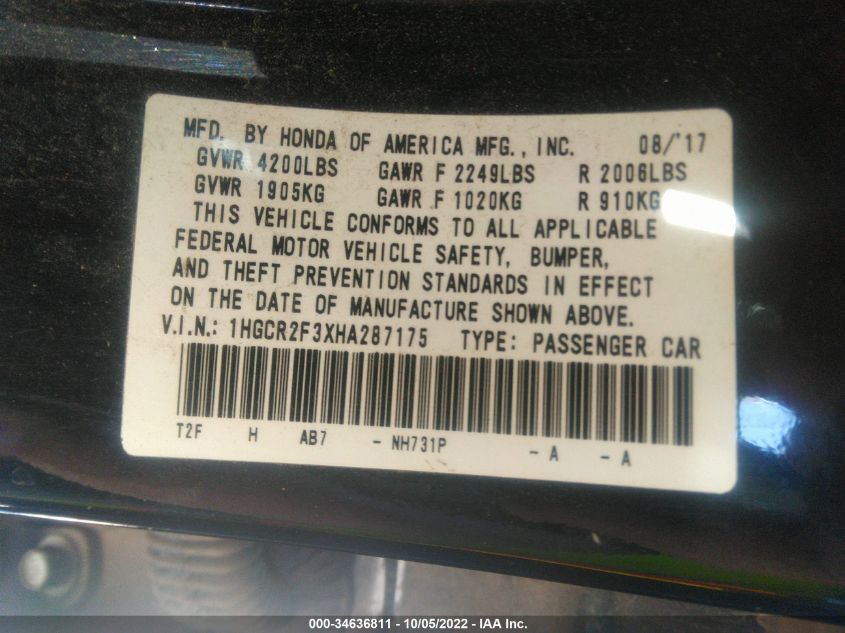 MFD. BY HONDA OF AMERICA MFG., INC. 08/'17
GVWR 4200LBS GAWR F 2249LBS R 2006LBS
GVWR 1905KG GAWR F 1020KG R 910KG
THIS VEHICLE CONFORMS TO ALL APPLICABLE
FEDERAL MOTOR VEHICLE SAFETY, BUMPER,
AND THEFT PREVENTION STANDARDS IN EFFECT
ON THE DATE OF MANUFACTURE SHOWN ABOVE.
V.I.N.: 1HGCR2F3XHA287175 TYPE: PASSENGER CAR
T2F H AB7 - NH731P - A - A
000-34636811 - 10/05/2022 - IAA Inc.